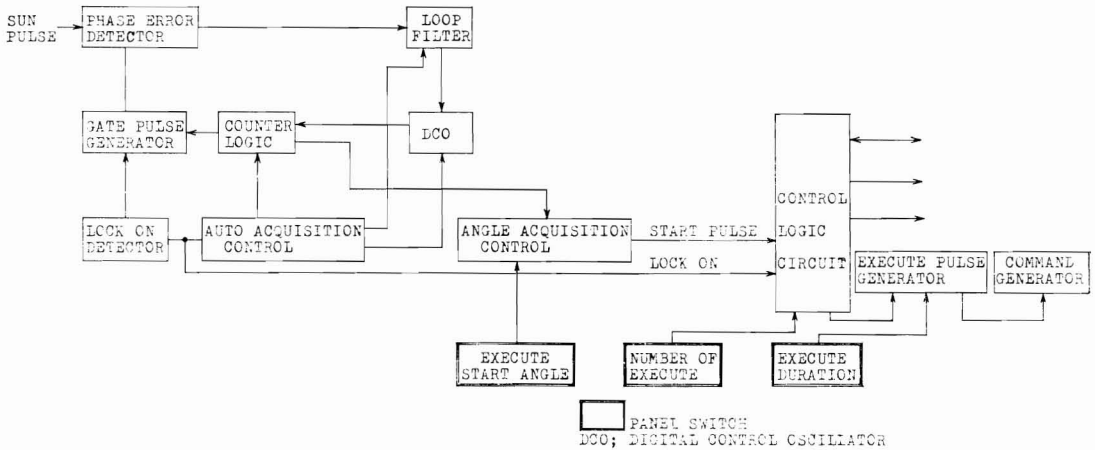 SUN
PULSE
PHASE ERROR
DETECTOR
LOOP
FILTER
GATE PULSE
GENERATOR
COUNTER
LOGIC
DCO
LOCK ON
DETECTOR
AUTO ACQUISITION
CONTROL
ANGLE ACQUISITION
CONTROL
START PULSE
LOCK ON
CONTROL
LOGIC
CIRCUIT
EXECUTE PULSE
GENERATOR
COMMAND
GENERATOR
EXECUTE
START ANGLE
NUMBER OF
EXECUTE
EXECUTE
DURATION
PANEL SWITCH
DCO; DIGITAL CONTROL OSCILLATOR